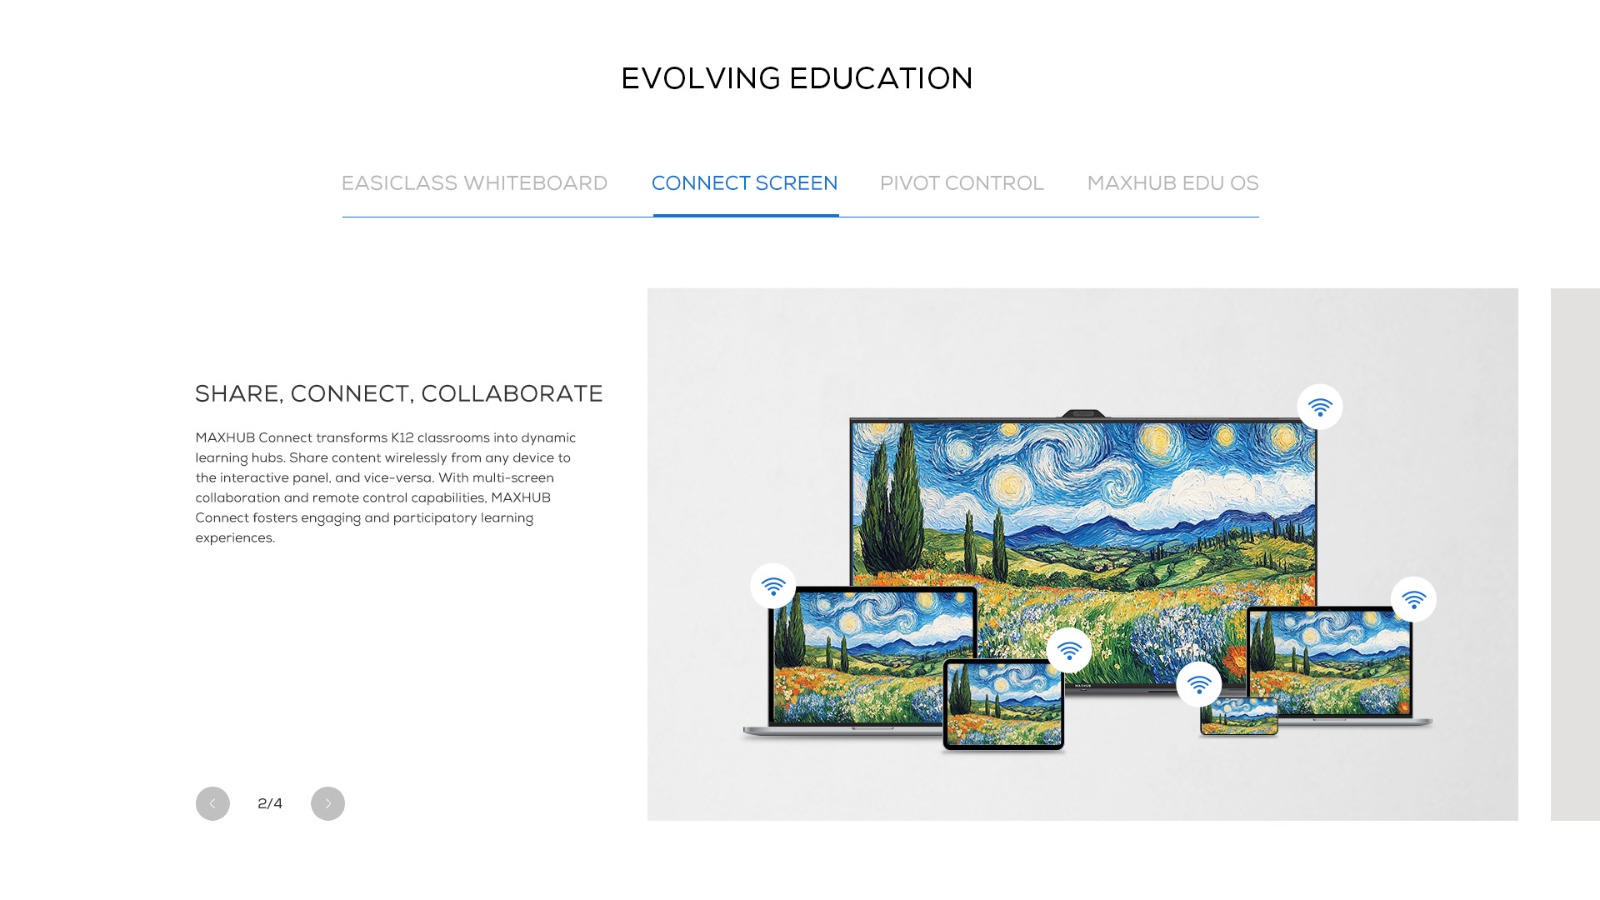 EVOLVING EDUCATION
EASICLASS WHITEBOARD
CONNECT SCREEN
PIVOT CONTROL
MAXHUB EDU OS
SHARE, CONNECT, COLLABORATE
MAXHUB Connect transforms K12 classrooms into dynamic
learning hubs. Share content wirelessly from any device to
the interactive panel, and vice-versa. With multi-screen
collaboration and remote control capabilities, MAXHUB
Connect fosters engaging and participatory learning
experiences.
2/4
MAXHUB